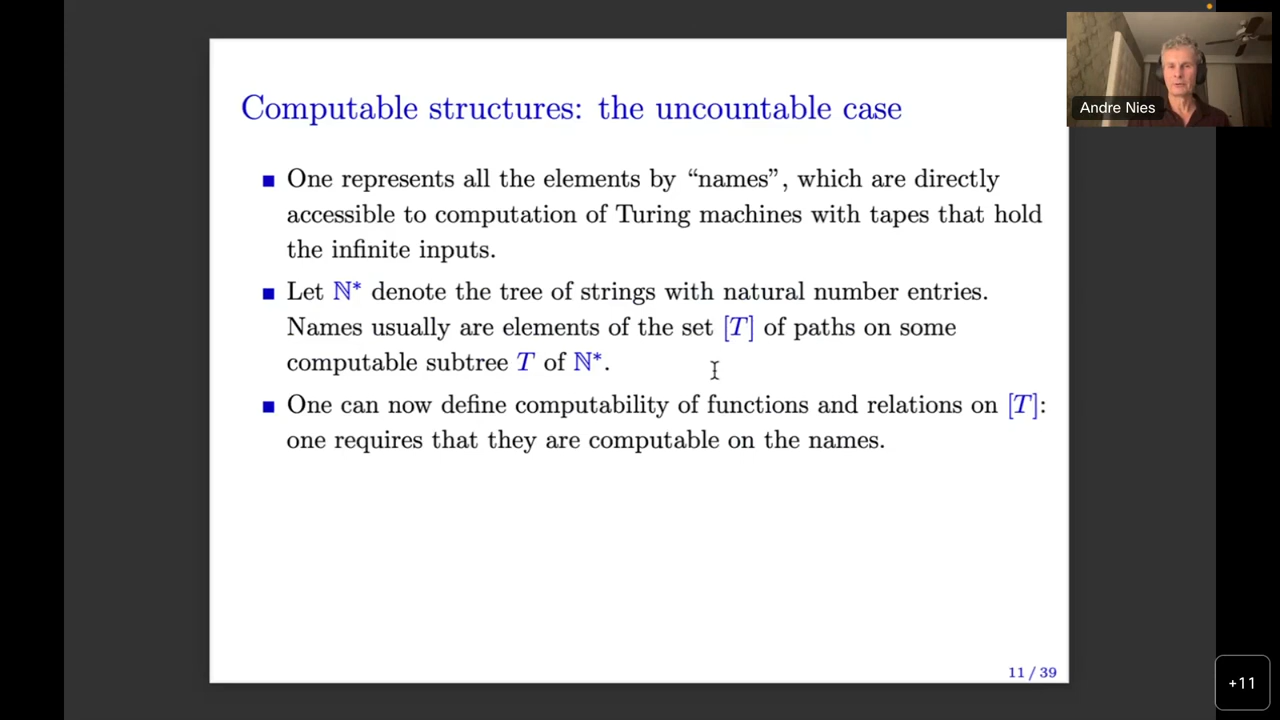 Computable structures: the uncountable case
Andre Nies
■ One represents all the elements by “names”, which are directly
accessible to computation of Turing machines with tapes that hold
the infinite inputs.
■ Let ℕ* denote the tree of strings with natural number entries.
Names usually are elements of the set [T] of paths on some
computable subtree T of ℕ*.
■ One can now define computability of functions and relations on [T]:
one requires that they are computable on the names.
11 / 39
+11